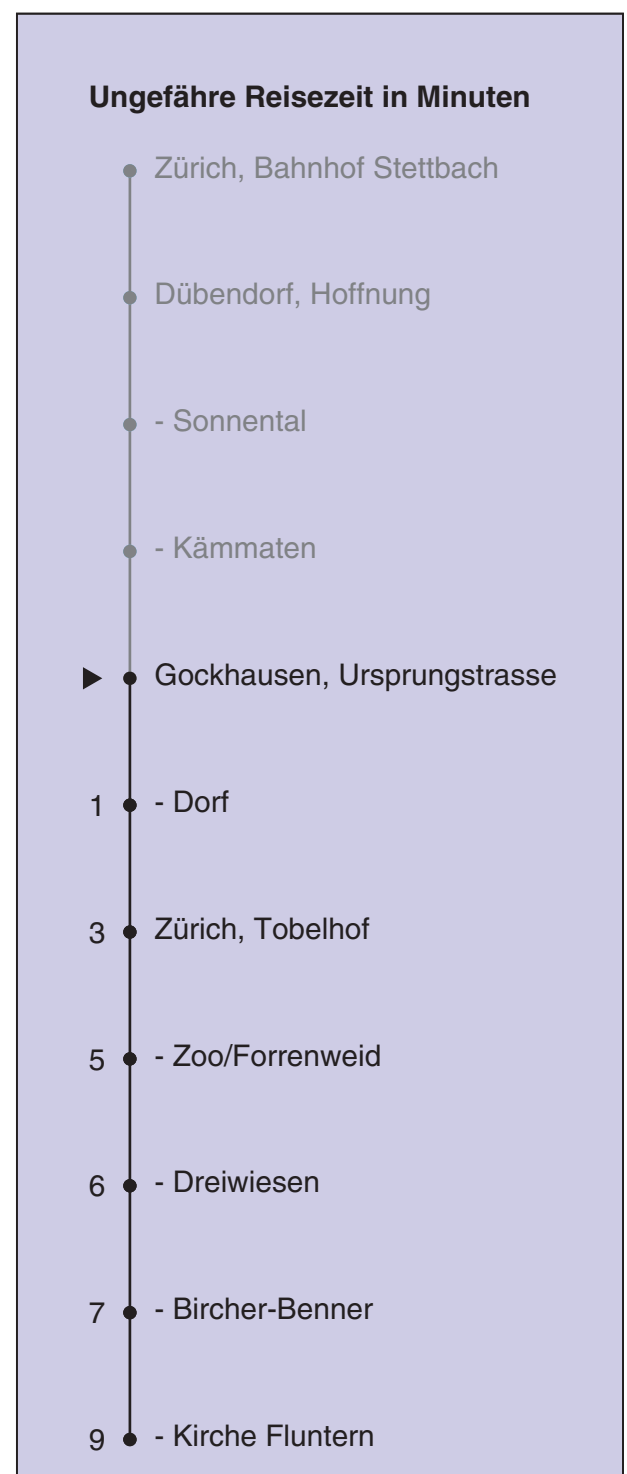 Ungefähre Reisezeit in Minuten
Zürich, Bahnhof Stettbach
Dübendorf, Hoffnung
- Sonnental
- Kämmaten
Gockhausen, Ursprungstrasse
1 - Dorf
3 Zürich, Tobelhof
5 - Zoo/Forrenweid
6 - Dreiwiesen
7 - Bircher-Benner
9 - Kirche Fluntern